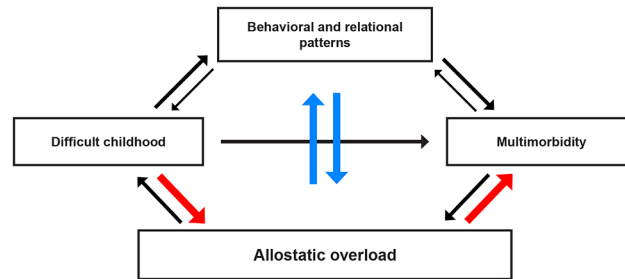 Behavioral and relational
patterns
Difficult childhood
Multimorbidity
Allostatic overload